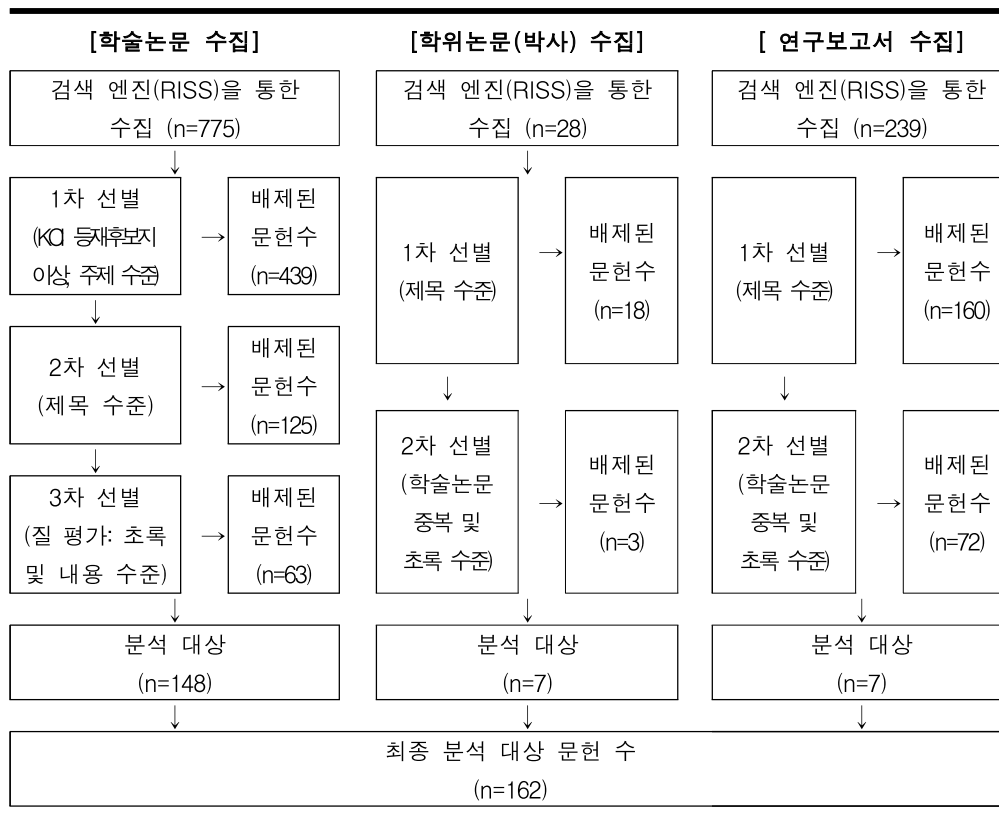 [학술논문 수집]
검색 엔진(RISS)을 통한
수집 (n=775)
1차 선별
(KCI 등재후보지
이상, 주제 수준)
→
배제된
문헌수
(n=439)
2차 선별
(제목 수준)
→
배제된
문헌수
(n=125)
3차 선별
(질 평가: 초록
및 내용 수준)
→
배제된
문헌수
(n=63)
분석 대상
(n=148)
[학위논문(박사) 수집]
검색 엔진(RISS)을 통한
수집 (n=28)
1차 선별
(제목 수준)
→
배제된
문헌수
(n=18)
2차 선별
(학술논문
중복 및
초록 수준)
→
배제된
문헌수
(n=3)
분석 대상
(n=7)
[ 연구보고서 수집]
검색 엔진(RISS)을 통한
수집 (n=239)
1차 선별
(제목 수준)
→
배제된
문헌수
(n=160)
2차 선별
(학술논문
중복 및
초록 수준)
→
배제된
문헌수
(n=72)
분석 대상
(n=7)
최종 분석 대상 문헌 수
(n=162)